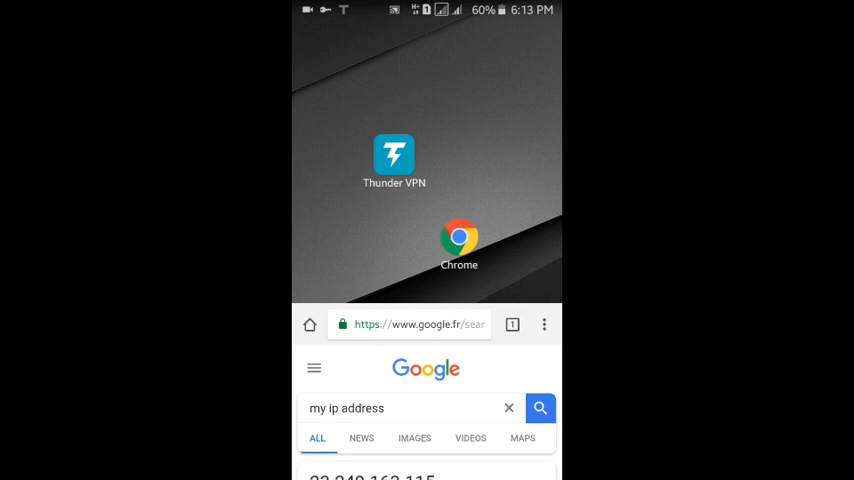 60% 6:13 PM
Thunder VPN
Chrome
https://www.google.fr/sear
1
Google
my ip address
ALL NEWS IMAGES VIDEOS MAPS